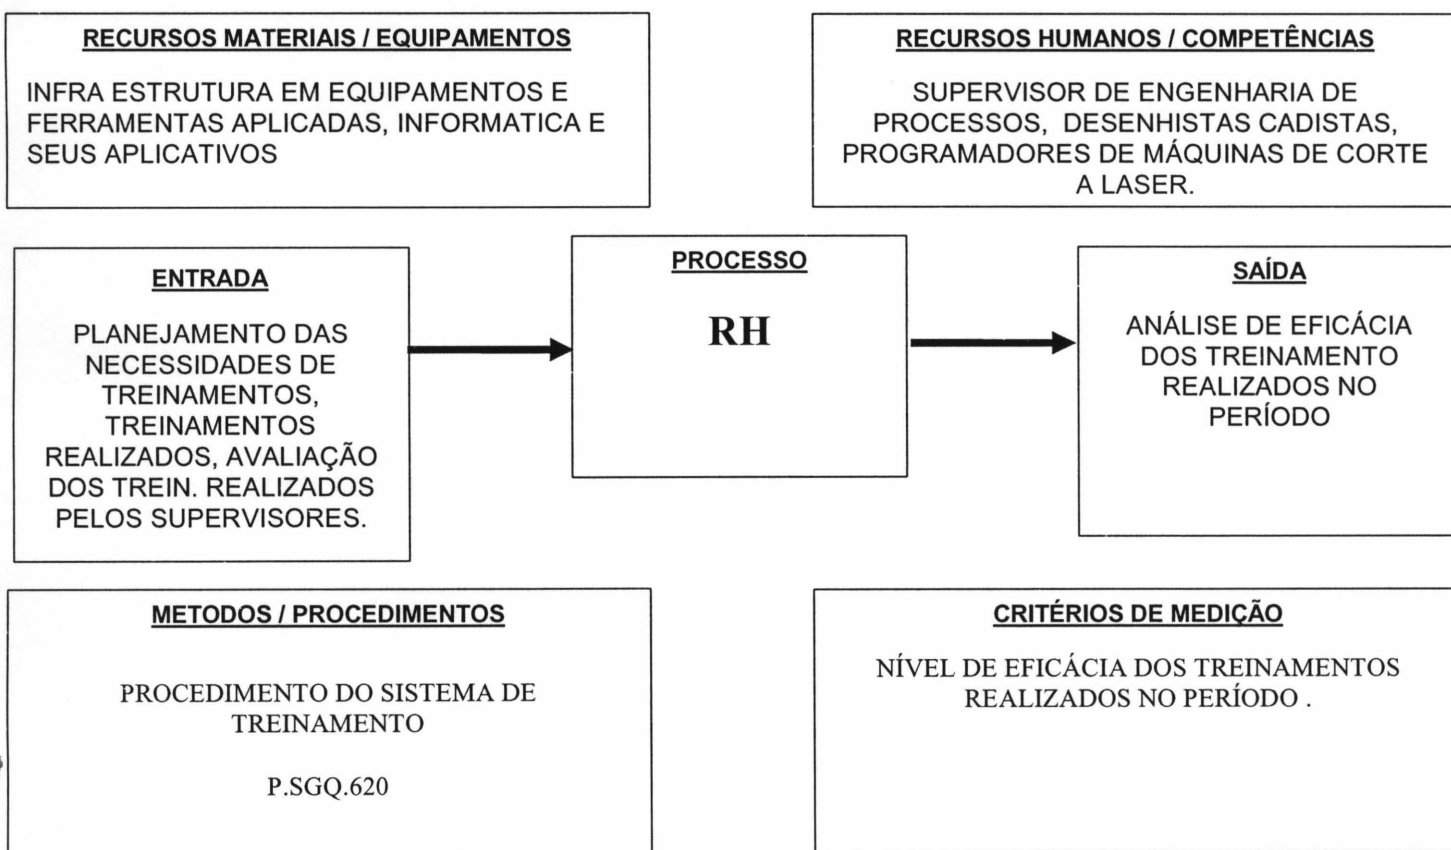 RECURSOS MATERIAIS / EQUIPAMENTOS
INFRA ESTRUTURA EM EQUIPAMENTOS E
FERRAMENTAS APLICADAS, INFORMATICA E
SEUS APLICATIVOS
RECURSOS HUMANOS / COMPETÊNCIAS
SUPERVISOR DE ENGENHARIA DE
PROCESSOS, DESENHISTAS CADISTAS,
PROGRAMADORES DE MÁQUINAS DE CORTE
A LASER.
ENTRADA
PLANEJAMENTO DAS
NECESSIDADES DE
TREINAMENTOS,
TREINAMENTOS
REALIZADOS, AVALIAÇÃO
DOS TREIN. REALIZADOS
PELOS SUPERVISORES.
PROCESSO
RH
SAÍDA
ANÁLISE DE EFICÁCIA
DOS TREINAMENTO
REALIZADOS NO
PERÍODO
METODOS / PROCEDIMENTOS
PROCEDIMENTO DO SISTEMA DE
TREINAMENTO
P.SGQ.620
CRITÉRIOS DE MEDIÇÃO
NÍVEL DE EFICÁCIA DOS TREINAMENTOS
REALIZADOS NO PERÍODO .